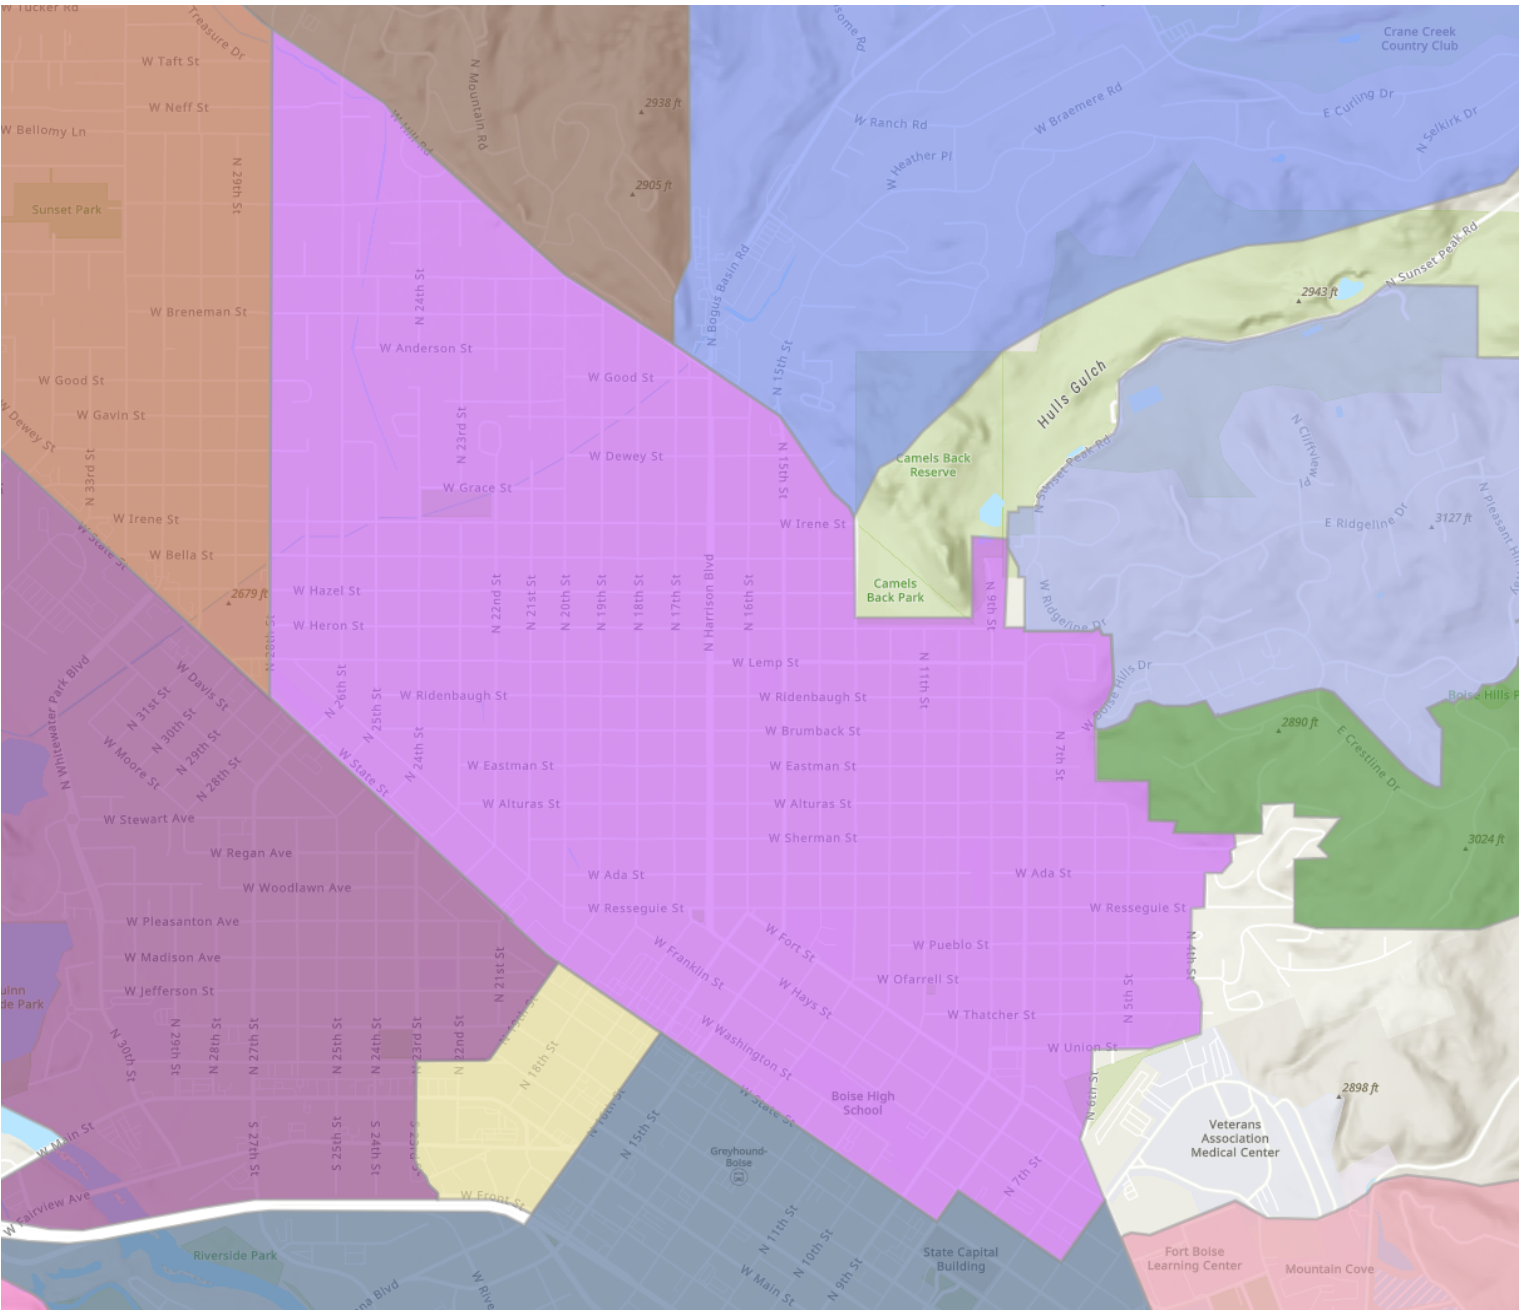 W Tucker Rd
Treasure Dr
W Taft St
N Mountain Rd
Crane Creek
Country Club
W Neff St
2938 ft
W Ranch Rd
W Braemere Rd
E Curling Dr
N Selkirk Dr
W Bellomy Ln
W Hill Rd
N 29th St
2905 ft
W Heather Pl
Sunset Park
N Bogus Basin Rd
N Sunset Peak Rd
N 24th St
2943 ft
W Breneman St
W Anderson St
N 15th St
W Good St
W Good St
Hulls Gulch
W Gavin St
W Dewey St
N 23rd St
W Dewey St
N 15th St
Camels Back
Reserve
N Sunset Peak Rd
N Cliffview Pl
N 33rd St
W Grace St
W Irene St
W Irene St
E Ridgeline Dr
3127 ft
W State St
W Bella St
W Hazel St
2679 ft
N 22nd St
N 21st St
N 20th St
N 19th St
N 18th St
N 17th St
N Harrison Blvd
N 16th St
Camels
Back Park
N 9th St
W Ridgeline Dr
W Heron St
N 28th St
N Whitewater Park Blvd
W Davis St
N 26th St
W Lemp St
N 11th St
W Boise Hills Dr
N 31st St
N 30th St
N 29th St
N 28th St
W Moore St
N 25th St
W Ridenbaugh St
W Ridenbaugh St
N 24th St
W Brumback St
N 7th St
2890 ft
E Crestline Dr
W State St
W Eastman St
W Eastman St
W Alturas St
W Alturas St
W Stewart Ave
W Sherman St
3024 ft
W Regan Ave
W Ada St
W Ada St
W Woodlawn Ave
W Resseguie St
W Resseguie St
W Pleasanton Ave
W Fort St
W Pueblo St
N 4th St
W Madison Ave
N 21st St
W Franklin St
W Ofarrell St
W Jefferson St
W Hays St
N 5th St
W Thatcher St
N 30th St
N 29th St
N 28th St
N 27th St
N 25th St
N 24th St
N 23rd St
N 22nd St
N 18th St
W Washington St
W Union St
Boise High
School
N 6th St
2898 ft
W Main St
S 27th St
S 25th St
S 24th St
N 16th St
N 15th St
W State St
Veterans
Association
Medical Center
Greyhound-
Boise
N 7th St
W Fairview Ave
W Front St
N 11th St
N 10th St
N 9th St
Riverside Park
State Capital
Building
Fort Boise
Learning Center
Mountain Cove
W Main St